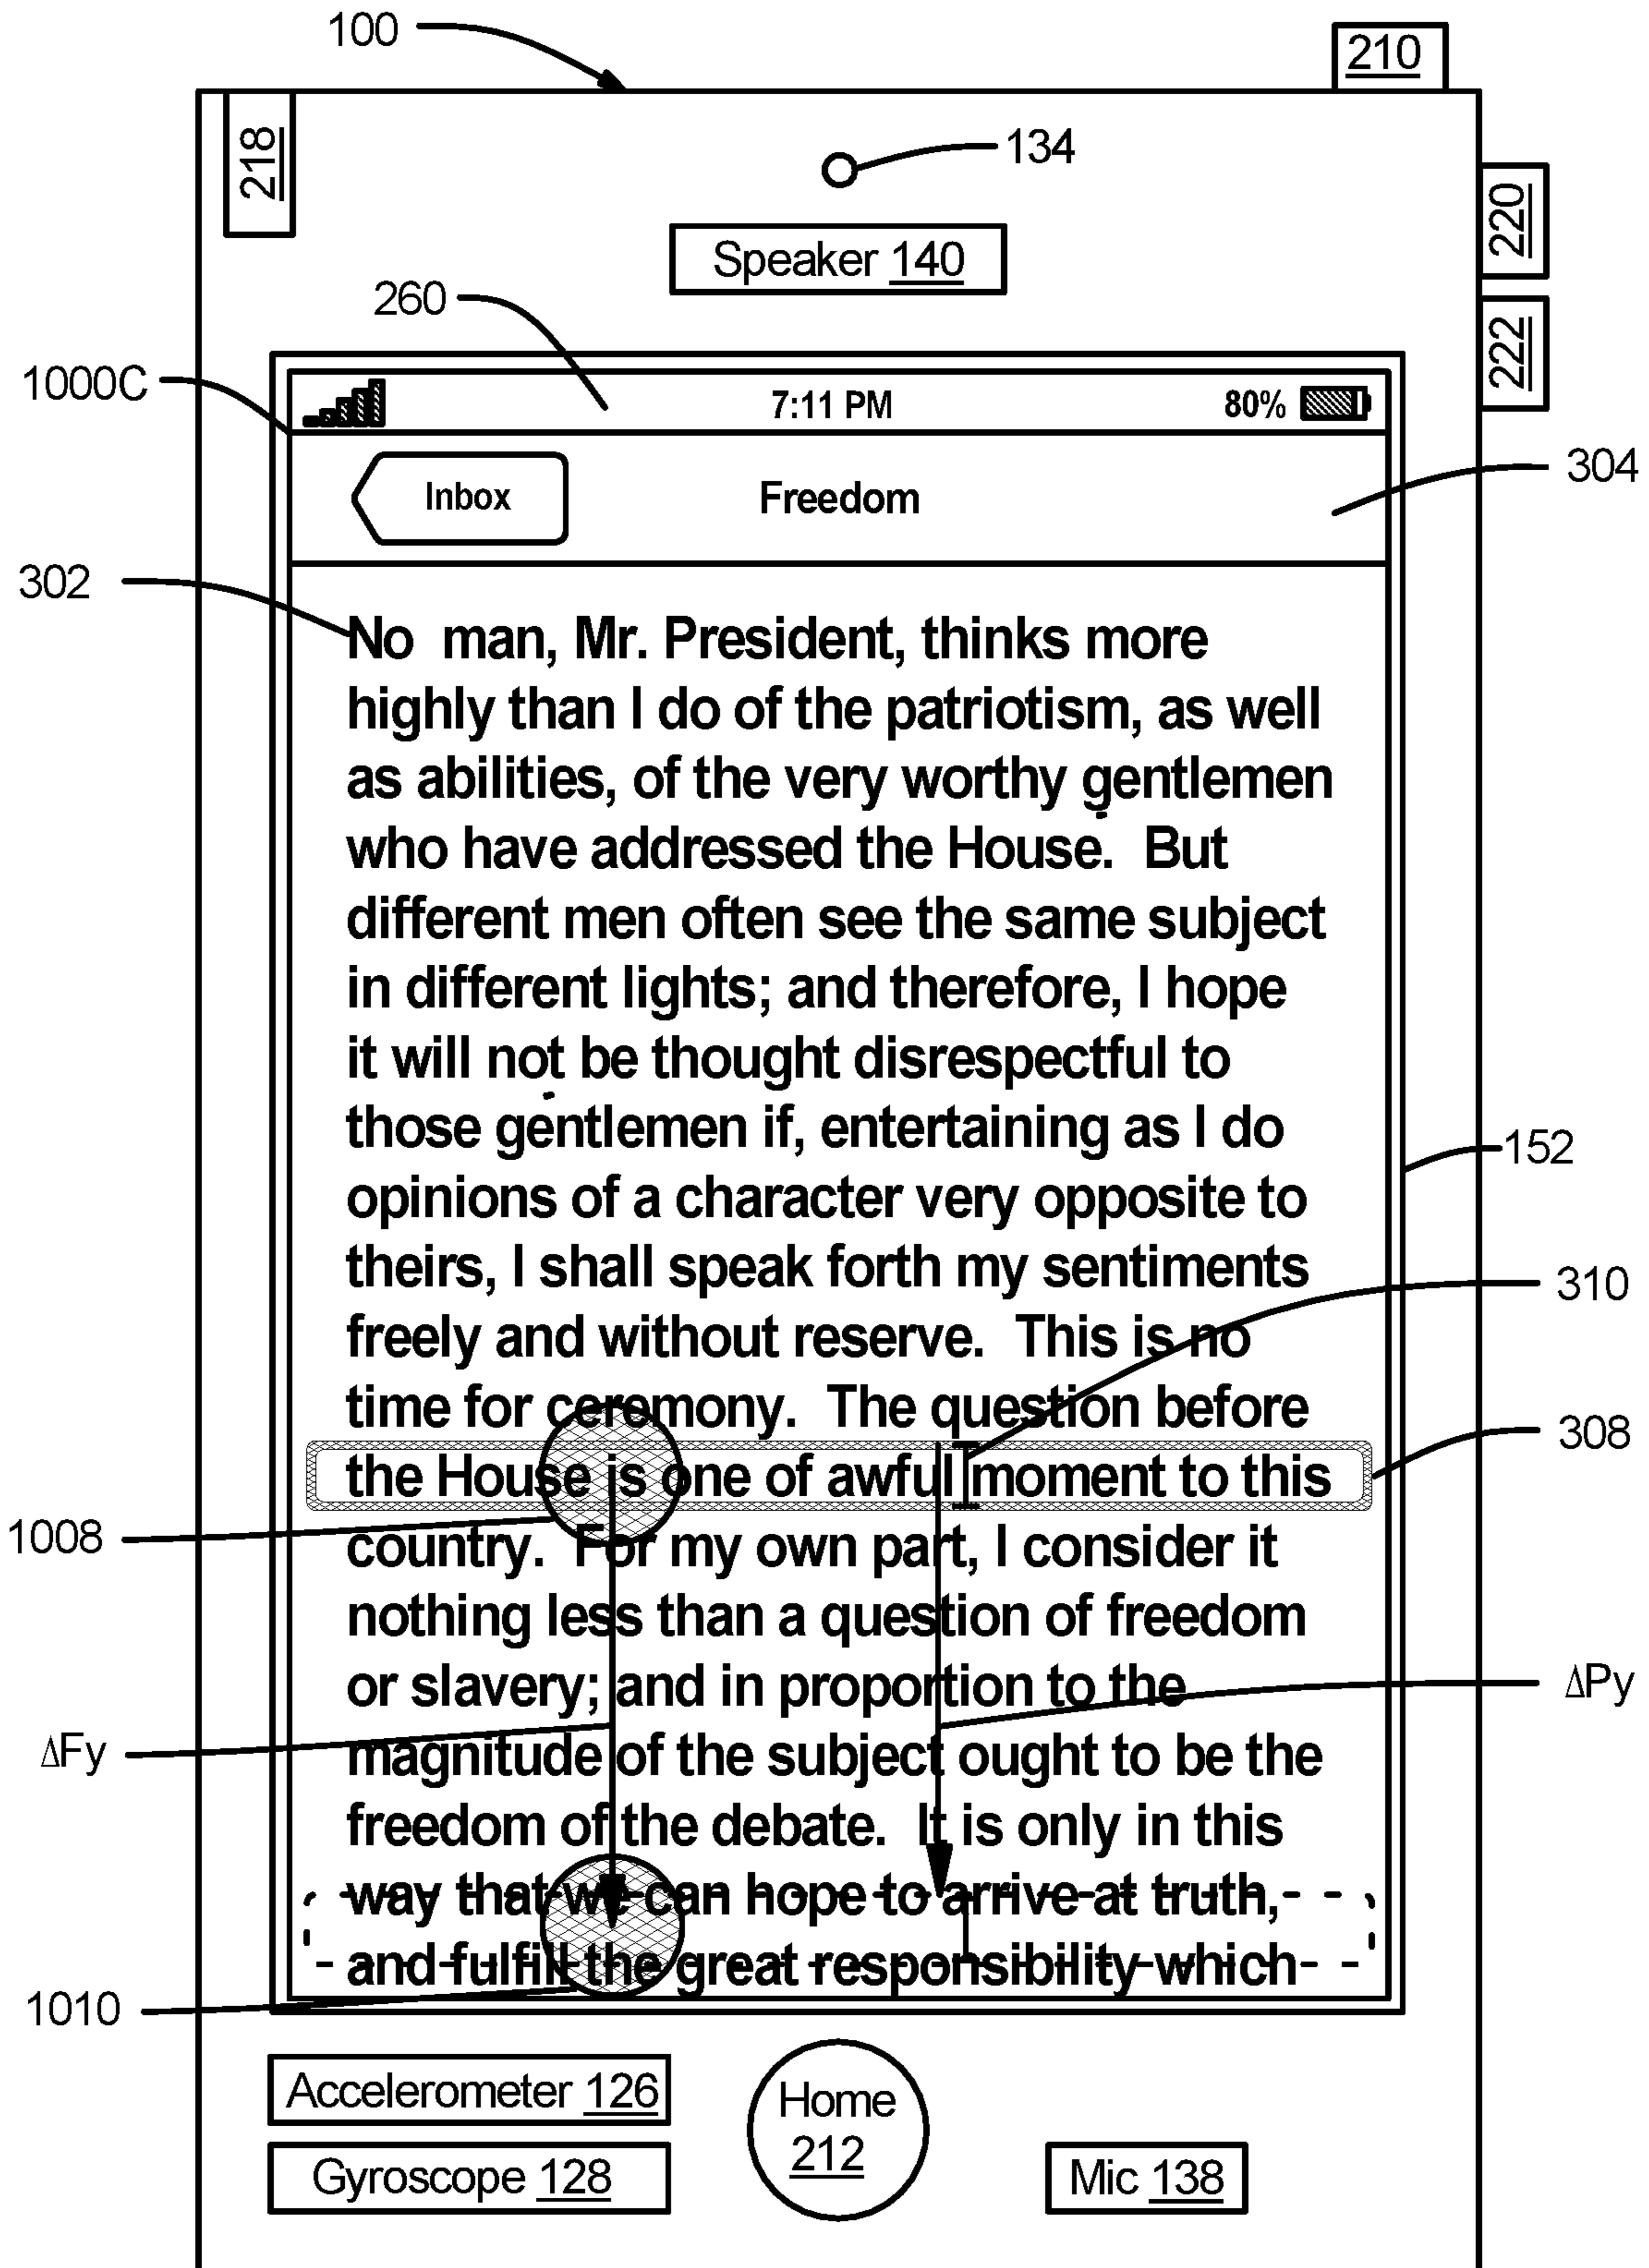 100
210
218
134
220
Speaker 140
260
222
1000C
7:11 PM 80%
304
Inbox Freedom
302
No man, Mr. President, thinks more
highly than I do of the patriotism, as well
as abilities, of the very worthy gentlemen
who have addressed the House. But
different men often see the same subject
in different lights; and therefore, I hope
it will not be thought disrespectful to
those gentlemen if, entertaining as I do
152
opinions of a character very opposite to
theirs, I shall speak forth my sentiments
310
freely and without reserve. This is no
time for ceremony. The question before
308
the House is one of awful moment to this
1008
country. For my own part, I consider it
nothing less than a question of freedom
or slavery; and in proportion to the
ΔPy
ΔFy
magnitude of the subject ought to be the
freedom of the debate. It is only in this
way that we can hope to arrive at truth,
and fulfill the great responsibility which
1010
Accelerometer 126
Home
212
Gyroscope 128
Mic 138